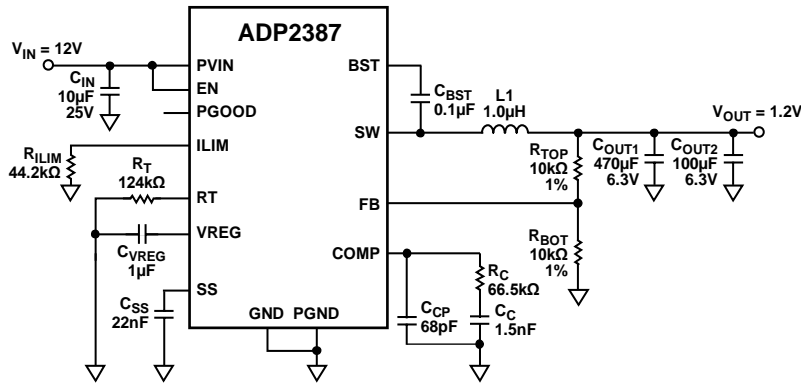 ADP2387
V_IN = 12V
C_IN
10µF
25V
PVIN
EN
PGOOD
ILIM
R_ILIM
44.2kΩ
R_T
124kΩ
RT
VREG
C_VREG
1µF
SS
C_SS
22nF
GND PGND
BST
C_BST
0.1µF
L1
1.0µH
SW
V_OUT = 1.2V
R_TOP
10kΩ
1%
C_OUT1
470µF
6.3V
C_OUT2
100µF
6.3V
FB
R_BOT
10kΩ
1%
COMP
R_C
66.5kΩ
C_CP
68pF
C_C
1.5nF